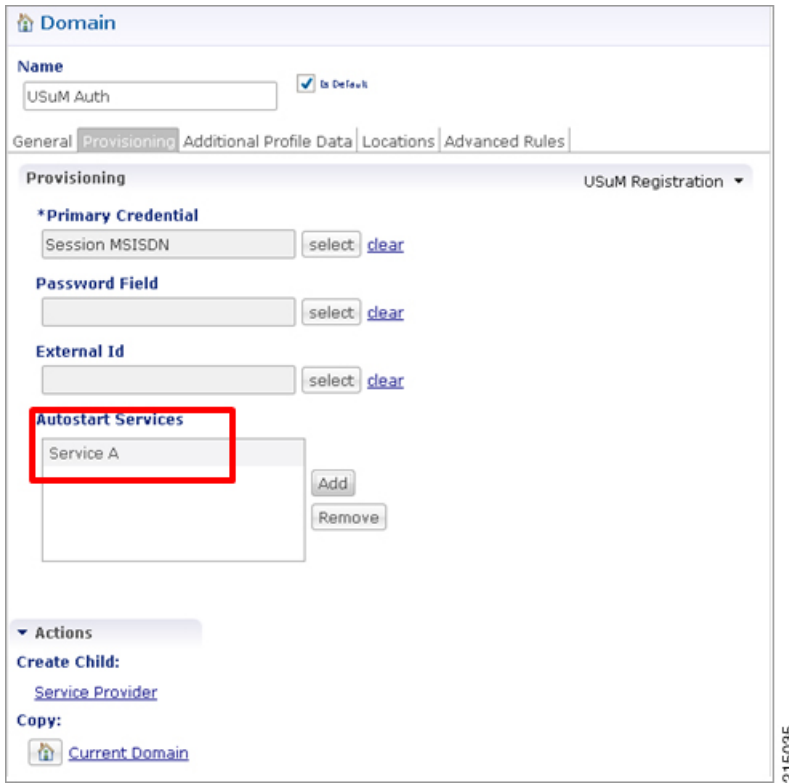 Domain
Name
Is Default
USuM Auth
General Provisioning Additional Profile Data Locations Advanced Rules
Provisioning
USuM Registration
*Primary Credential
Session MSISDN select clear
Password Field
select clear
External Id
select clear
Autostart Services
Service A
Add
Remove
Actions
Create Child:
Service Provider
Copy:
Current Domain